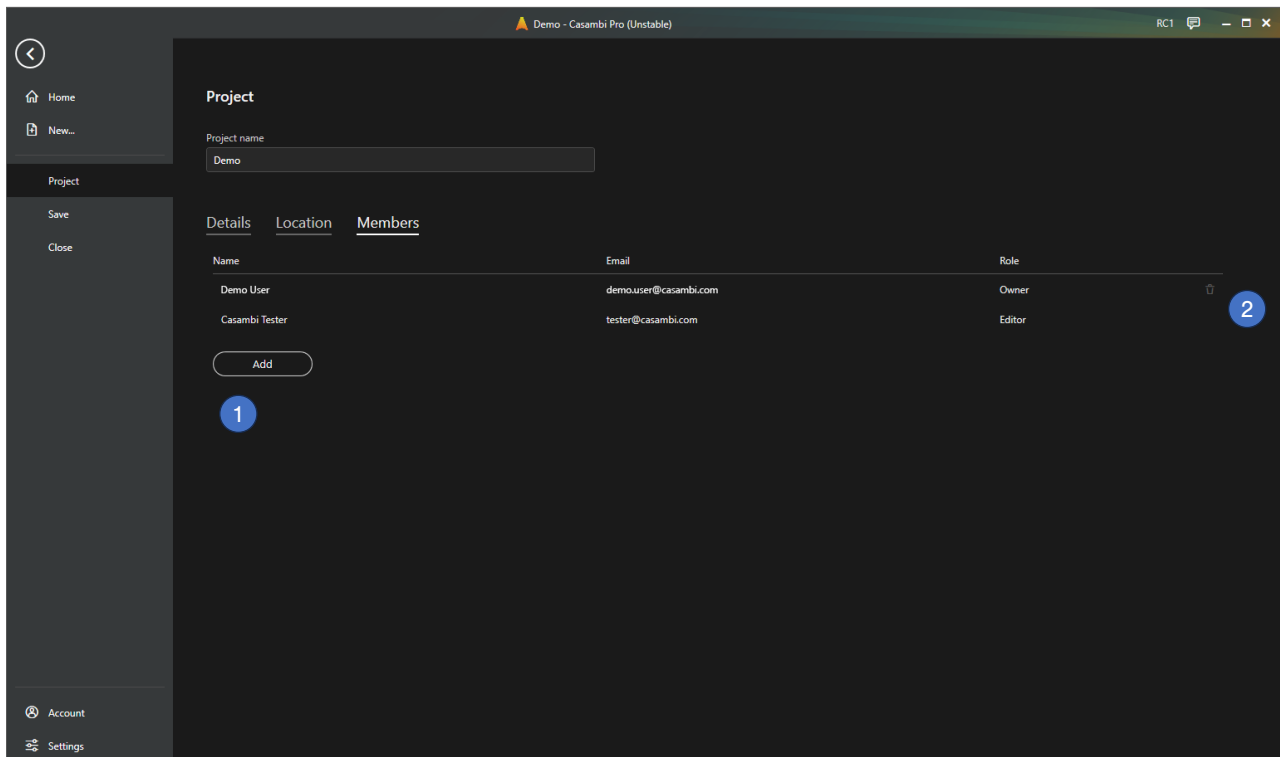 Demo - Casambi Pro (Unstable)
RC1
Home
New...
Project
Save
Close
Account
Settings
Project
Project name
Demo
Details Location Members
Name Email Role
Demo User demo.user@casambi.com Owner
2
Casambi Tester tester@casambi.com Editor
Add
1